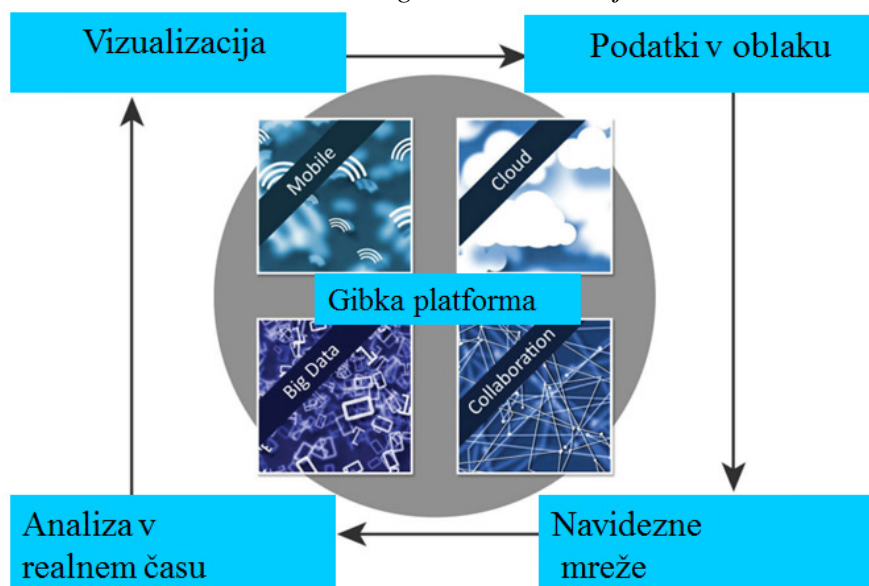 Vizualizacija
Podatki v oblaku
Mobile
Cloud
Gibka platforma
Big Data
Collaboration
Analiza v
realnem času
Navidezne
mreže